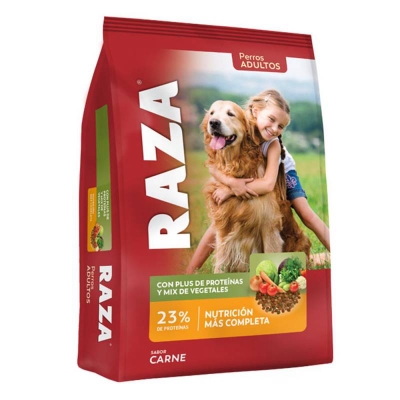 Perros
ADULTOS
RAZA®
CON PLUS DE PROTEÍNAS
Y MIX DE VEGETALES
23%
DE PROTEÍNAS
NUTRICIÓN
MÁS COMPLETA
SABOR
CARNE
RAZA
Perros
ADULTOS